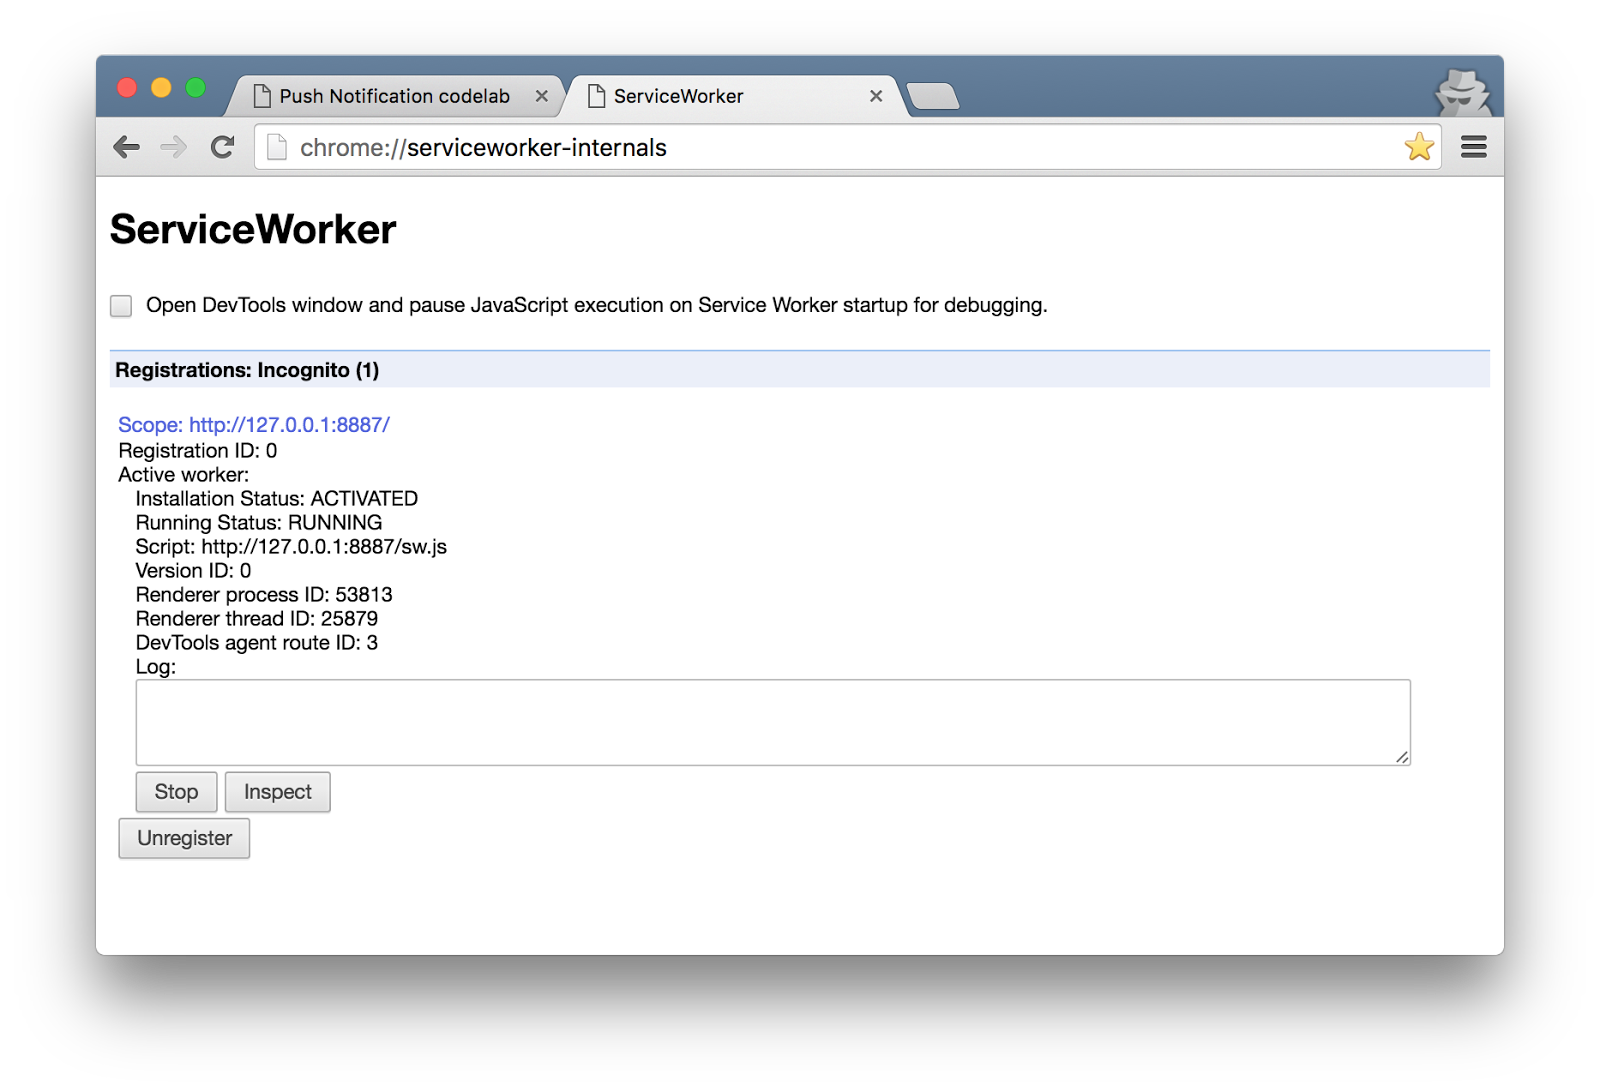 Push Notification codelab
ServiceWorker
chrome://serviceworker-internals
ServiceWorker
Open DevTools window and pause JavaScript execution on Service Worker startup for debugging.
Registrations: Incognito (1)
Scope: http://127.0.0.1:8887/
Registration ID: 0
Active worker:
Installation Status: ACTIVATED
Running Status: RUNNING
Script: http://127.0.0.1:8887/sw.js
Version ID: 0
Renderer process ID: 53813
Renderer thread ID: 25879
DevTools agent route ID: 3
Log:
Stop Inspect
Unregister